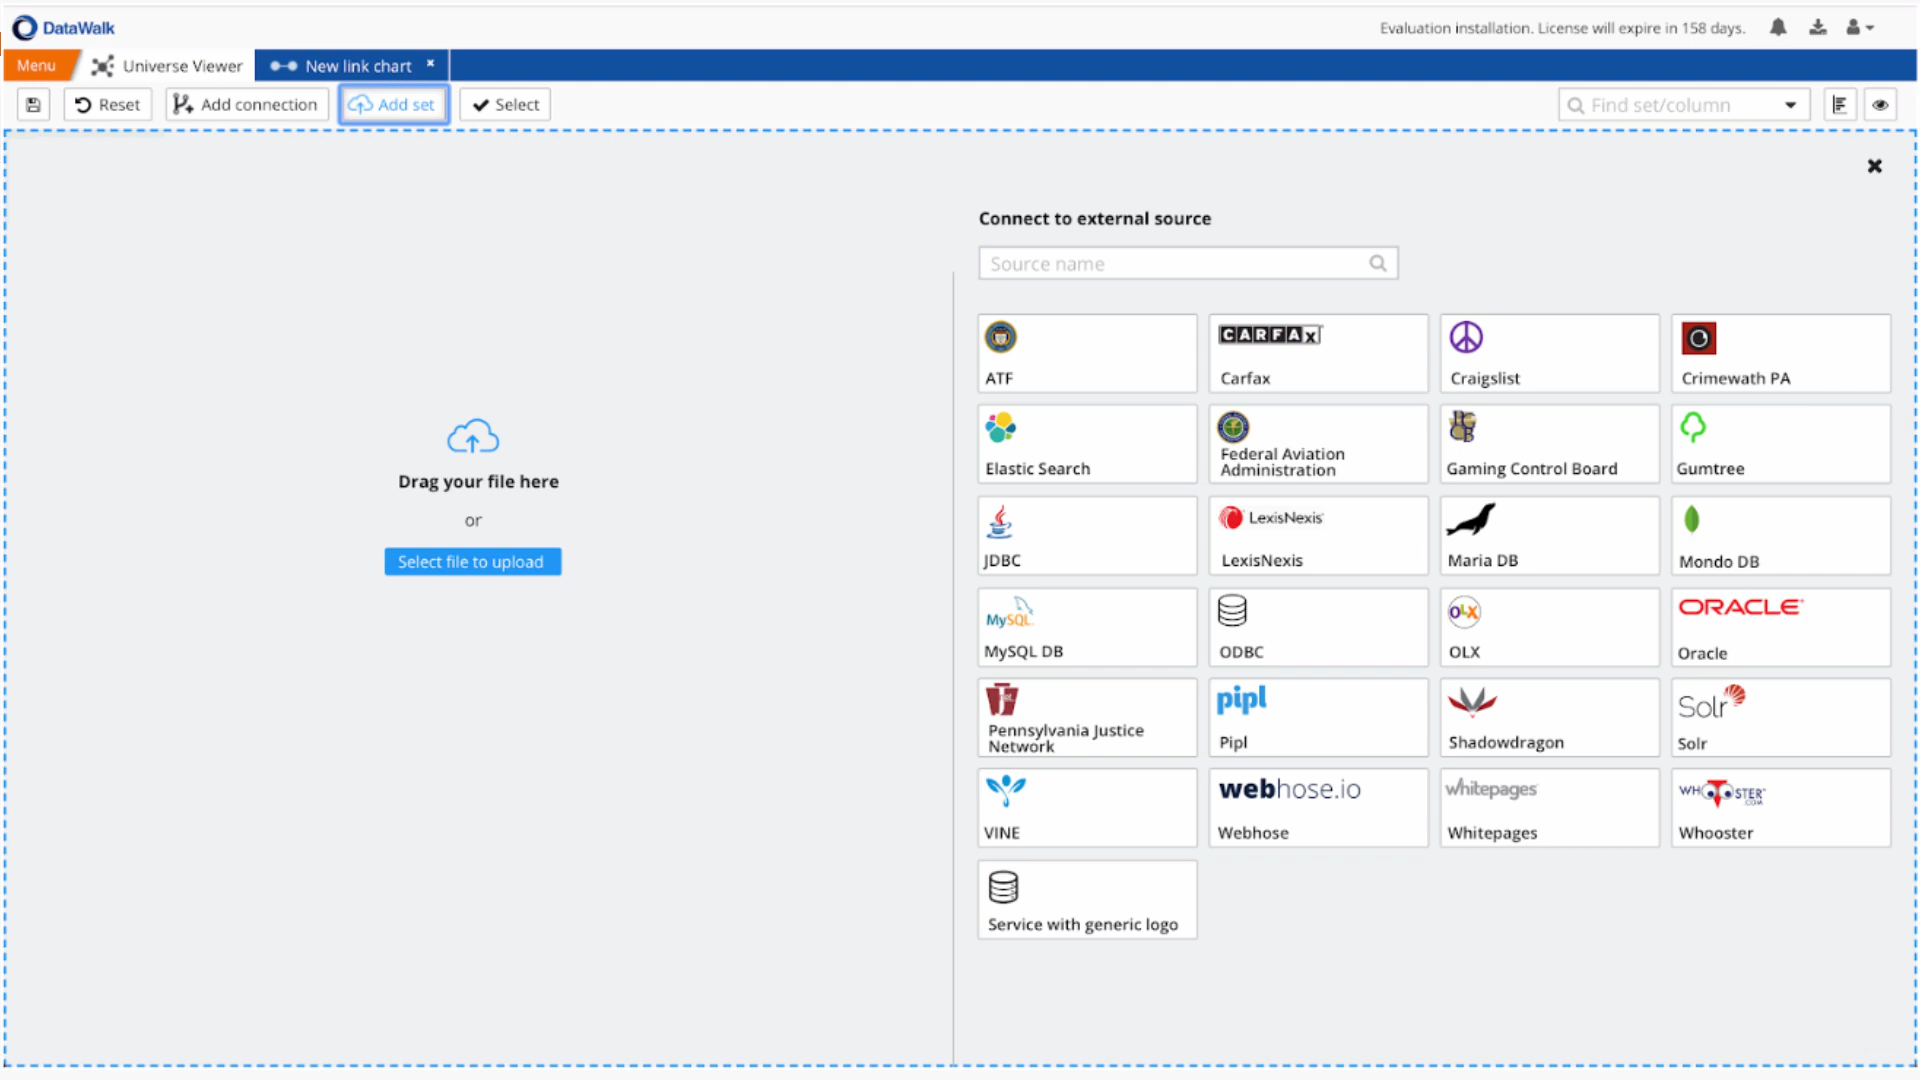 DataWalk
Evaluation installation. License will expire in 158 days.
Menu
Universe Viewer
New link chart
Reset
Add connection
Add set
Select
Find set/column
Drag your file here
or
Select file to upload
Connect to external source
Source name
ATF
CARFAX
Carfax
Craigslist
Crimewath PA
Elastic Search
Federal Aviation
Administration
Gaming Control Board
Gumtree
JDBC
LexisNexis
LexisNexis
Maria DB
Mondo DB
MySQL
MySQL DB
ODBC
OLX
OLX
ORACLE
Oracle
Pennsylvania Justice
Network
pipl
Pipl
Shadowdragon
Solr
Solr
VINE
webhose.io
Webhose
whitepages
Whitepages
WHOOSTER
.COM
Whooster
Service with generic logo